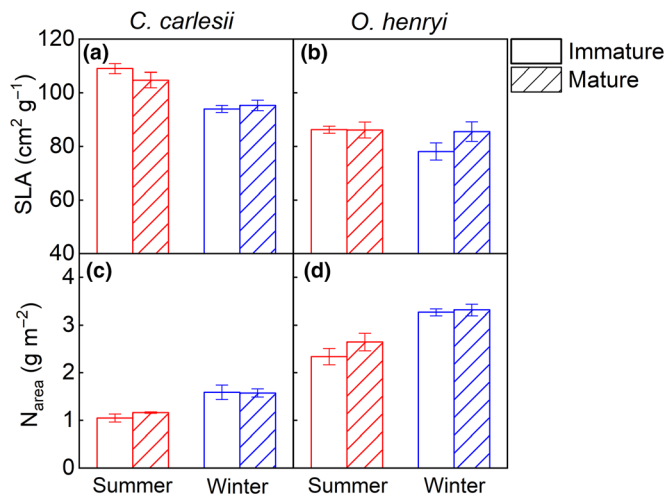 C. carlesii O. henryi
120 (a) (b) Immature
Mature
100
80
60
40
SLA (cm² g⁻¹)
(c) (d)
4
3
2
1
0
N_area (g m⁻²)
Summer Winter Summer Winter